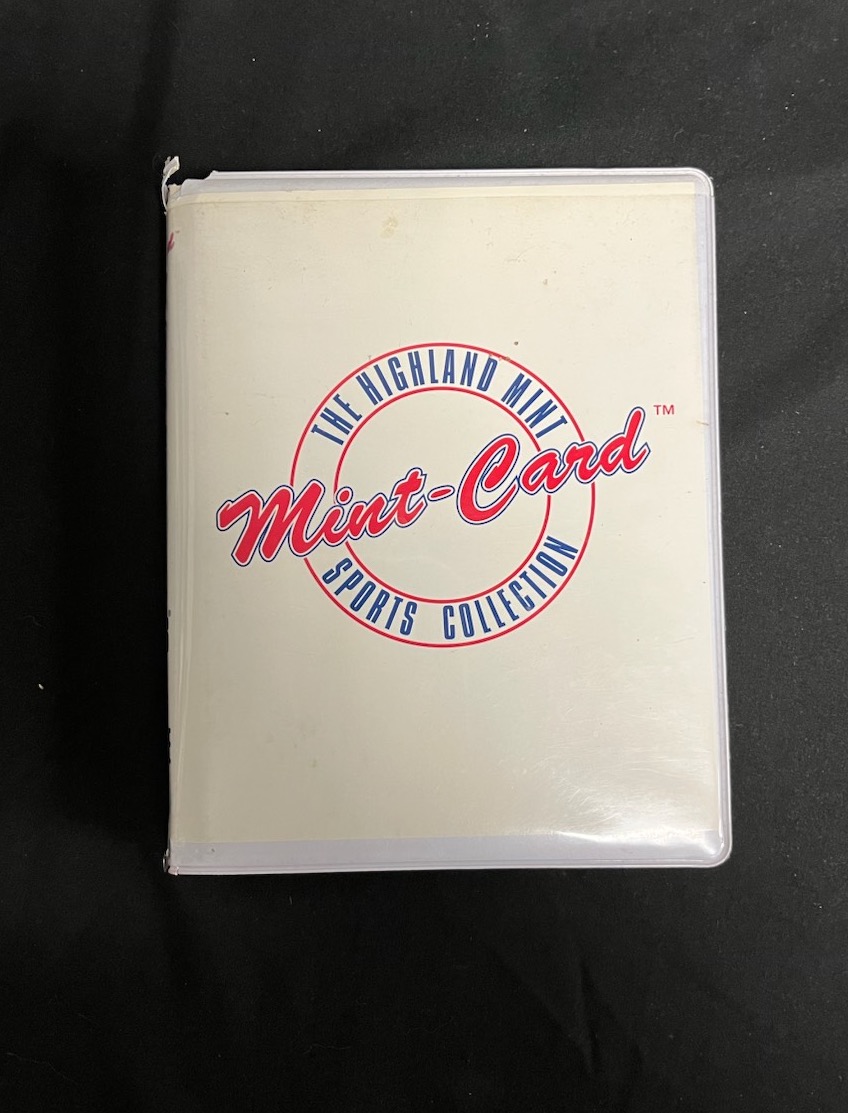 THE HIGHLAND MINT
Mint-Card™
SPORTS COLLECTION